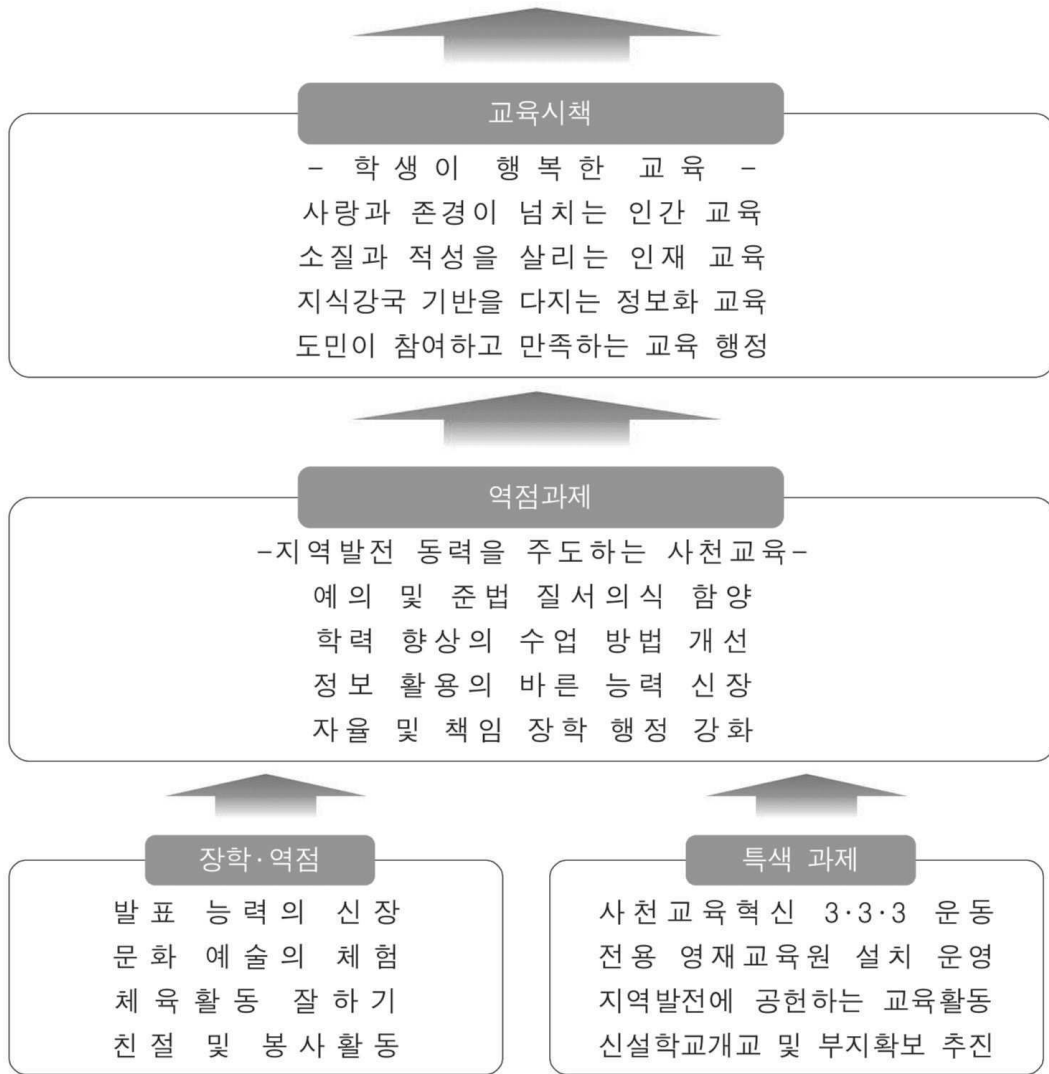 교육시책
- 학생이 행복한 교육 -
사랑과 존경이 넘치는 인간 교육
소질과 적성을 살리는 인재 교육
지식강국 기반을 다지는 정보화 교육
도민이 참여하고 만족하는 교육 행정
역점과제
-지역발전 동력을 주도하는 사천교육-
예의 및 준법 질서의식 함양
학력 향상의 수업 방법 개선
정보 활용의 바른 능력 신장
자율 및 책임 장학 행정 강화
장학·역점
발표 능력의 신장
문화 예술의 체험
체육활동 잘하기
친절 및 봉사활동
특색 과제
사천교육혁신 3·3·3 운동
전용 영재교육원 설치 운영
지역발전에 공헌하는 교육활동
신설학교개교 및 부지확보 추진